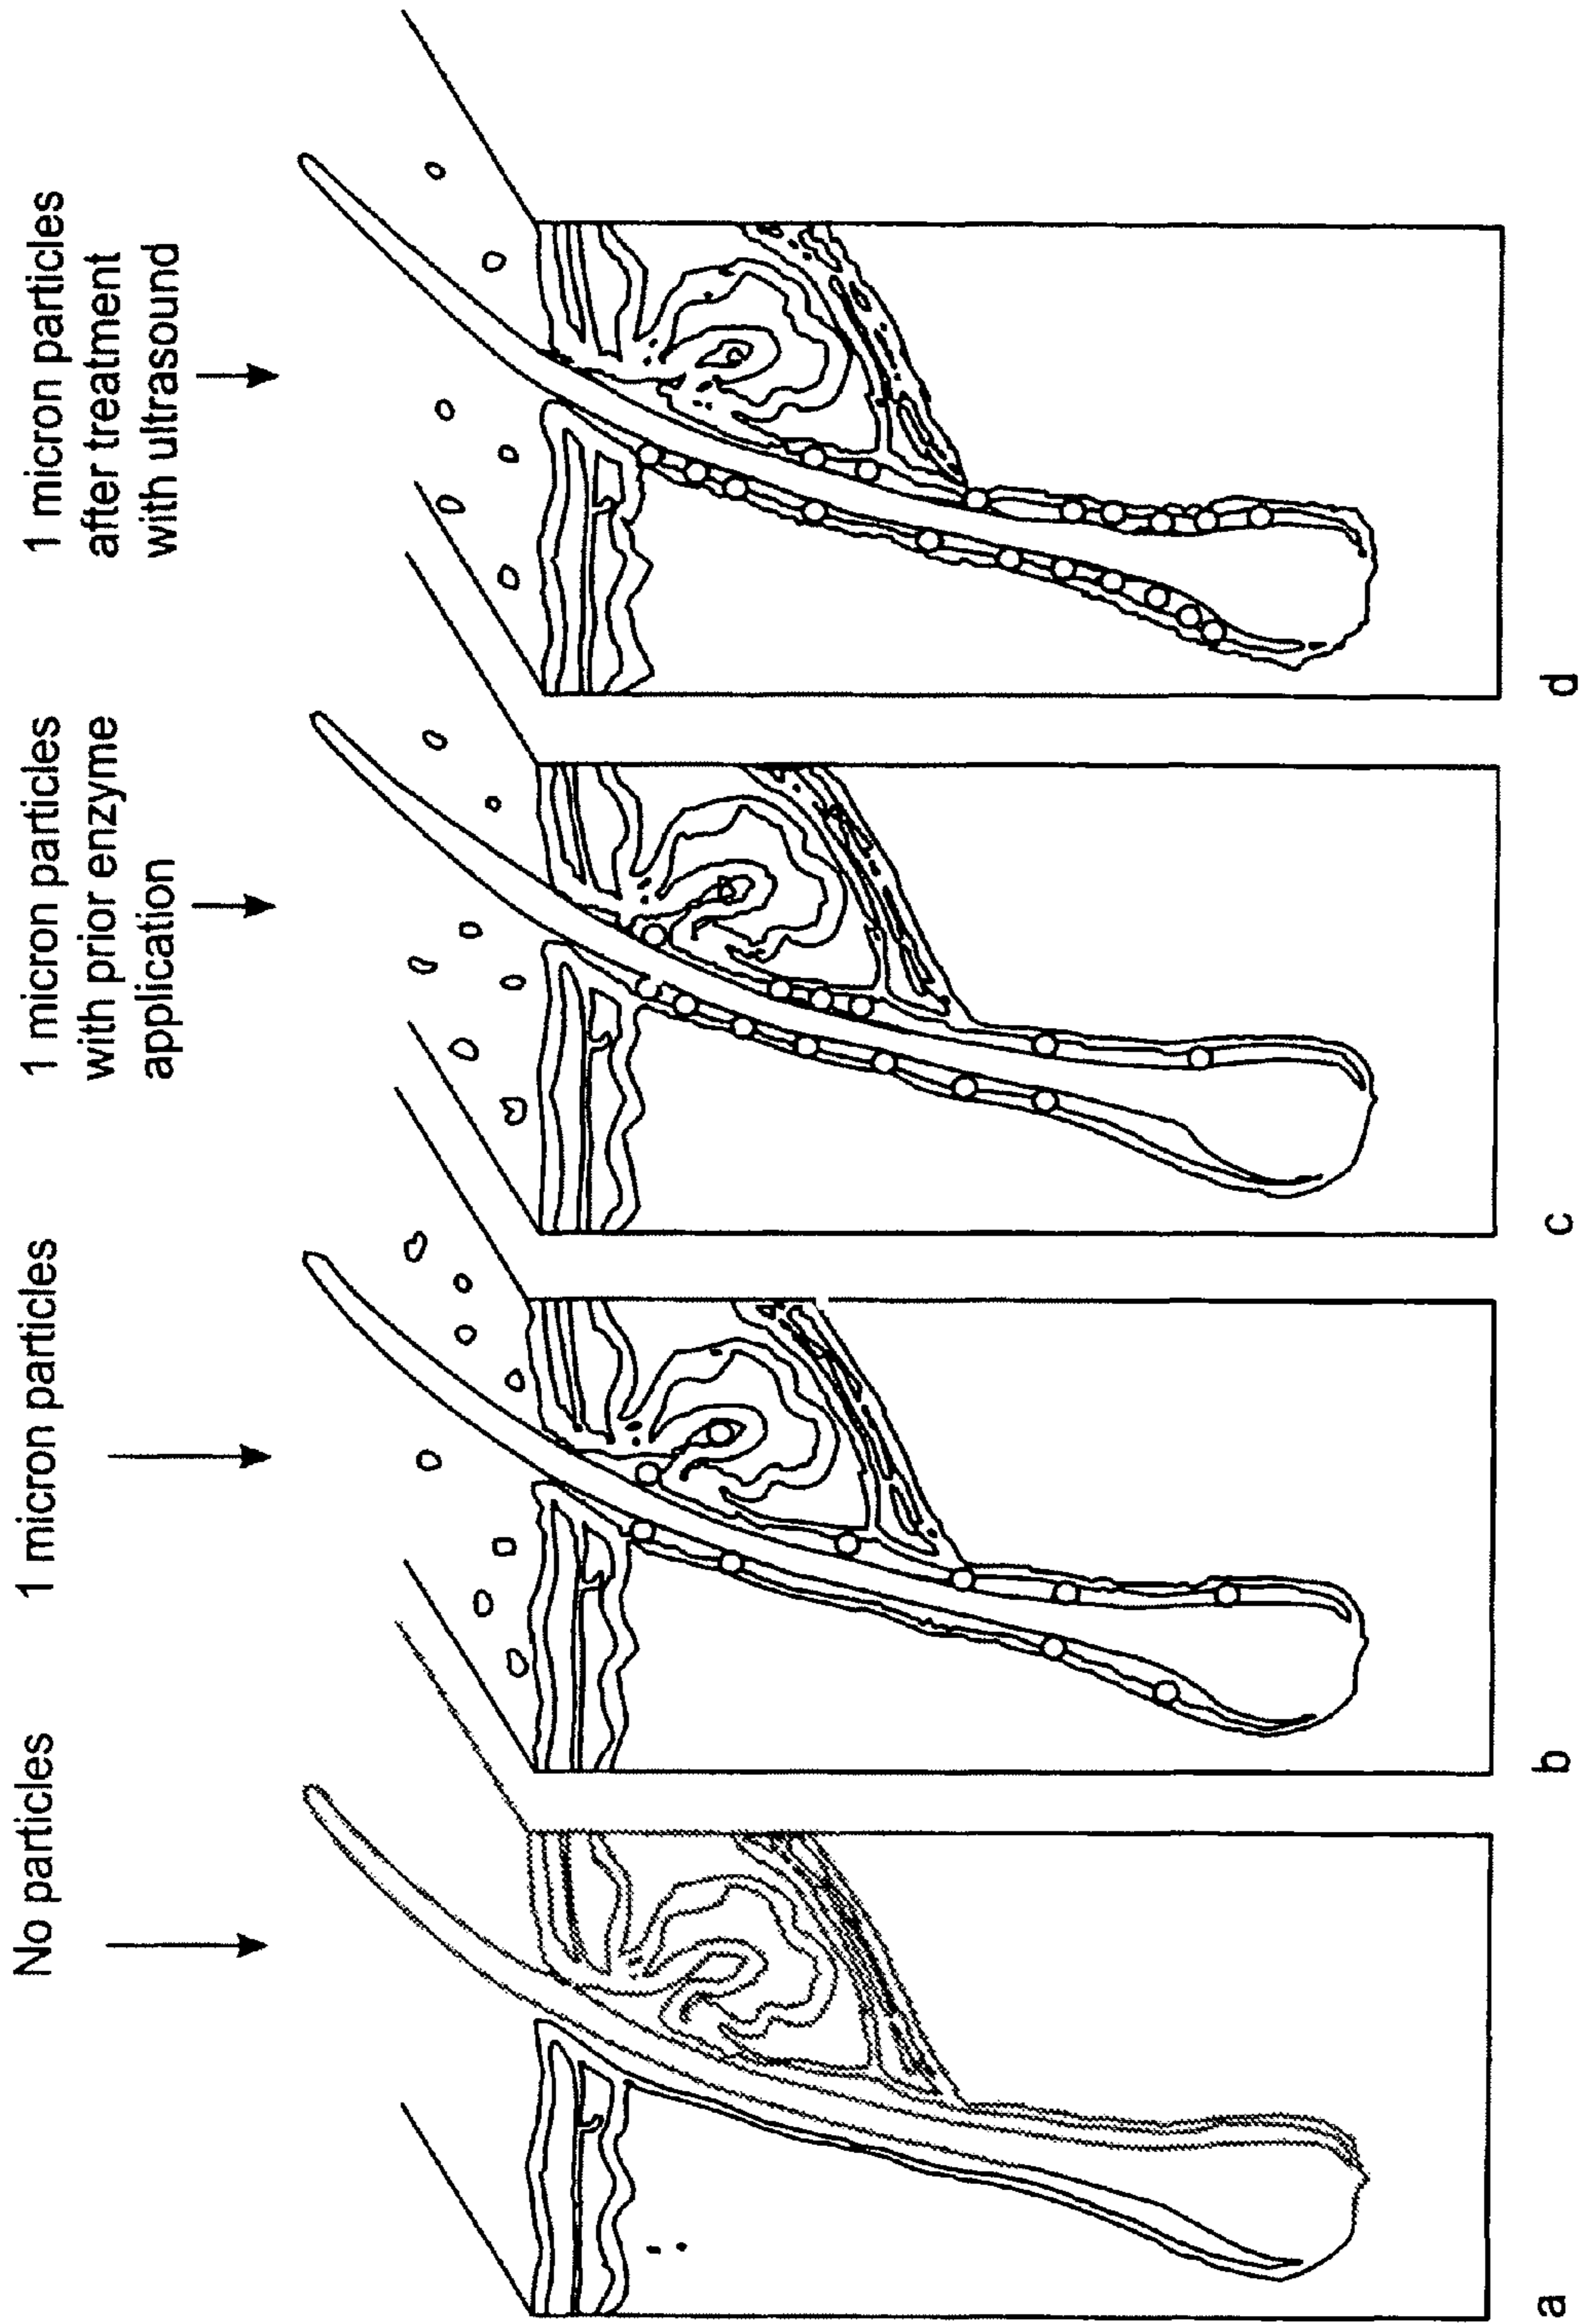 No particles
1 micron particles
1 micron particles
with prior enzyme
application
1 micron particles
after treatment
with ultrasound
a
b
c
d